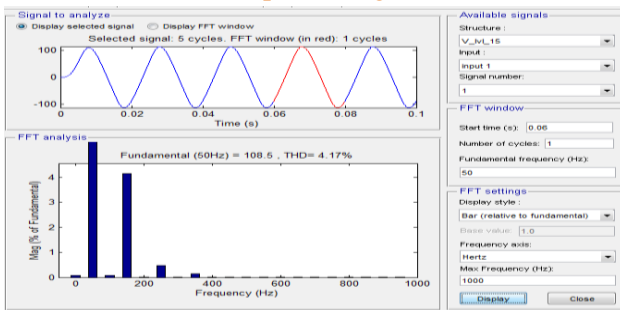 Signal to analyze
Display selected signal Display FFT window
Selected signal: 5 cycles. FFT window (in red): 1 cycles
100
0
-100
0 0.02 0.04 0.06 0.08 0.1
Time (s)
FFT analysis
Fundamental (50Hz) = 108.5 , THD= 4.17%
Mag (% of Fundamental)
4
3
2
1
0
0 200 400 600 800 1000
Frequency (Hz)
Available signals
Structure :
V_lvl_15
Input :
input 1
Signal number:
1
FFT window
Start time (s): 0.06
Number of cycles: 1
Fundamental frequency (Hz):
50
FFT settings
Display style :
Bar (relative to fundamental)
Base value: 1.0
Frequency axis:
Hertz
Max Frequency (Hz):
1000
Display Close